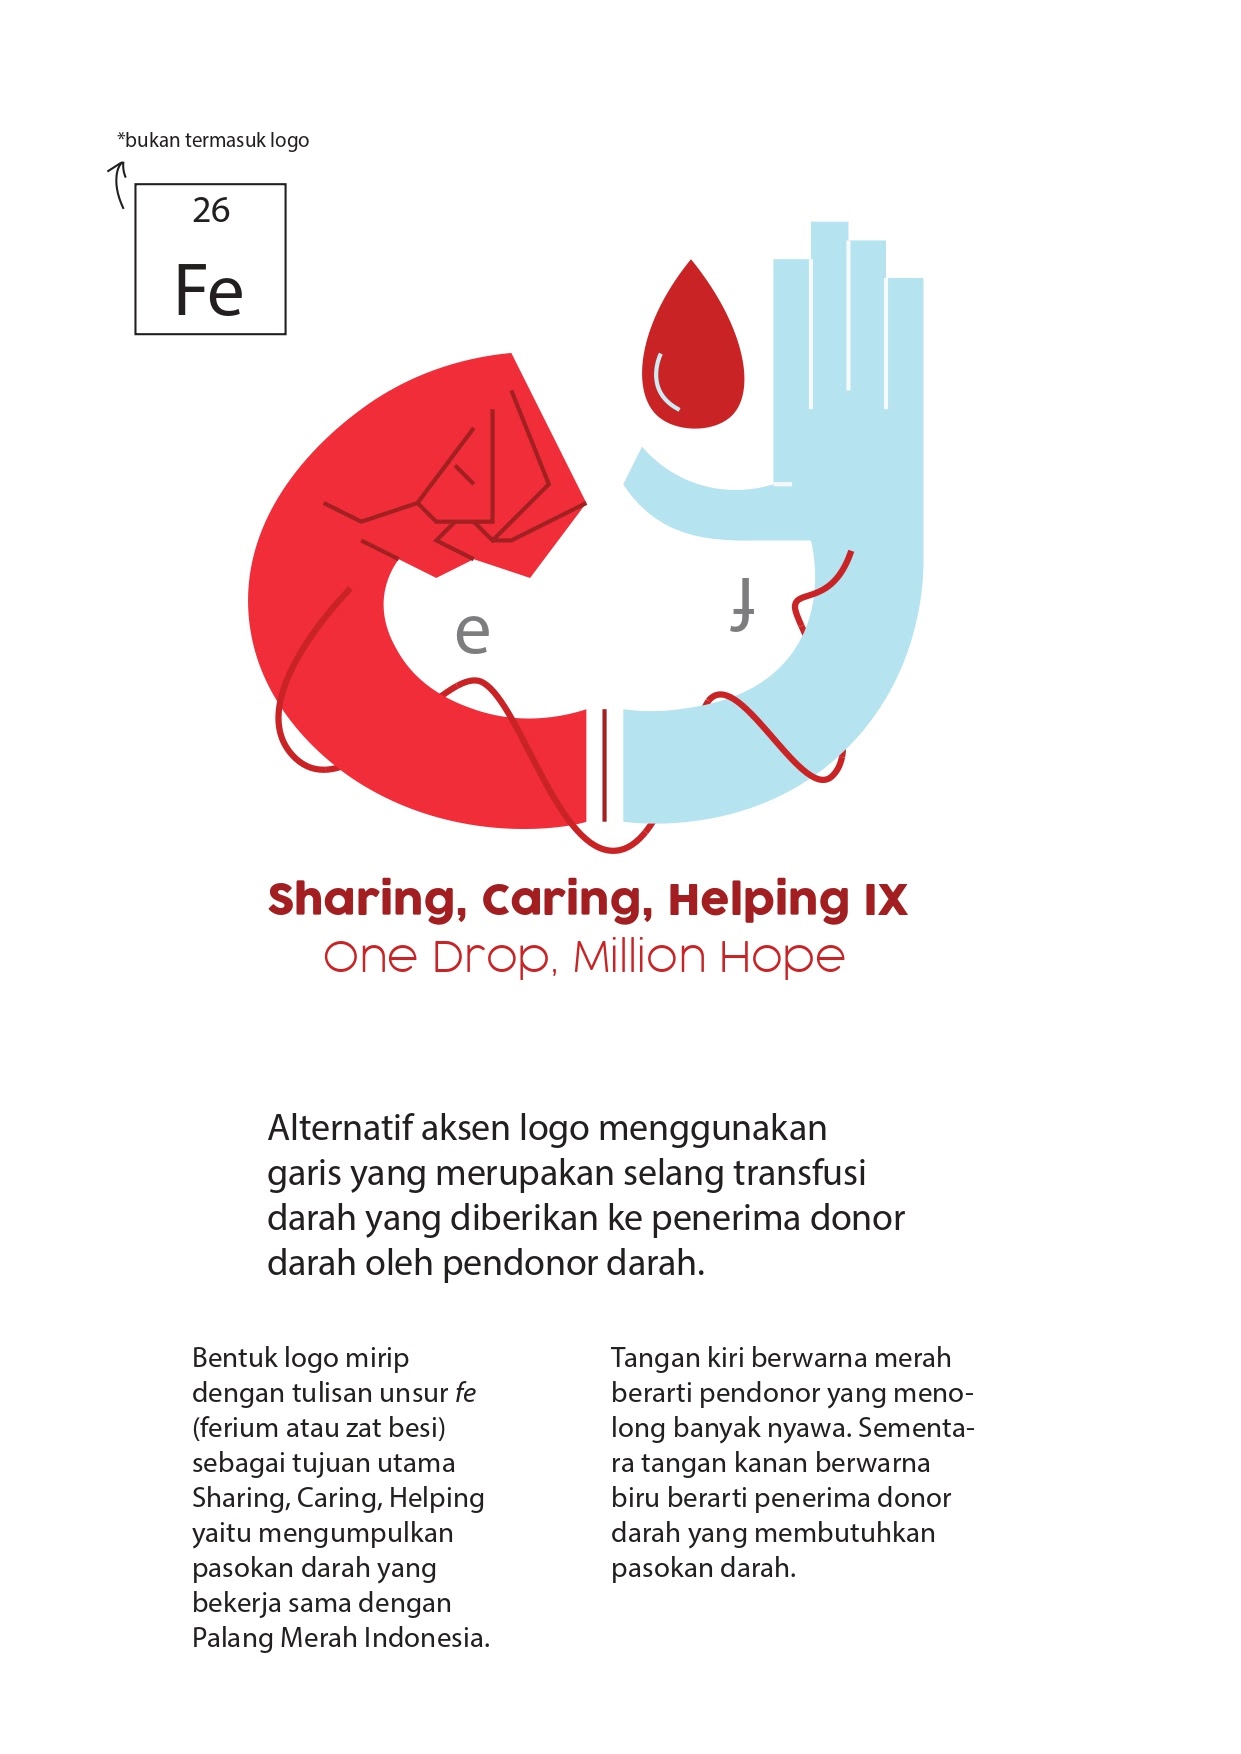 *bukan termasuk logo
26
Fe
e
f
Sharing, Caring, Helping IX
One Drop, Million Hope
Alternatif aksen logo menggunakan
garis yang merupakan selang transfusi
darah yang diberikan ke penerima donor
darah oleh pendonor darah.
Bentuk logo mirip
dengan tulisan unsur fe
(ferium atau zat besi)
sebagai tujuan utama
Sharing, Caring, Helping
yaitu mengumpulkan
pasokan darah yang
bekerja sama dengan
Palang Merah Indonesia.
Tangan kiri berwarna merah
berarti pendonor yang meno-
long banyak nyawa. Sementa-
ra tangan kanan berwarna
biru berarti penerima donor
darah yang membutuhkan
pasokan darah.